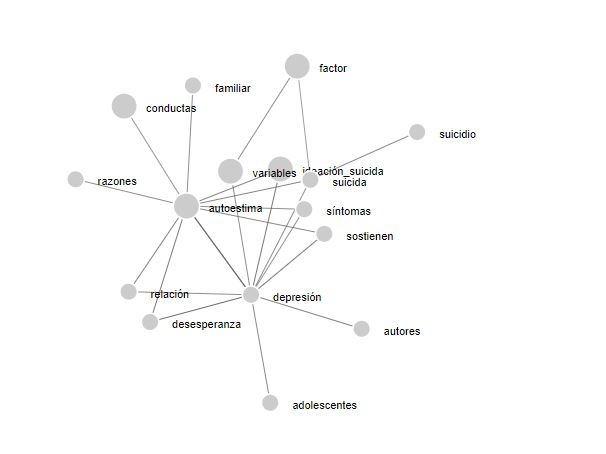 factor
familiar
conductas
suicidio
variables
ideación_suicida
razones
suicida
autoestima
síntomas
sostienen
relación
depresión
desesperanza
autores
adolescentes